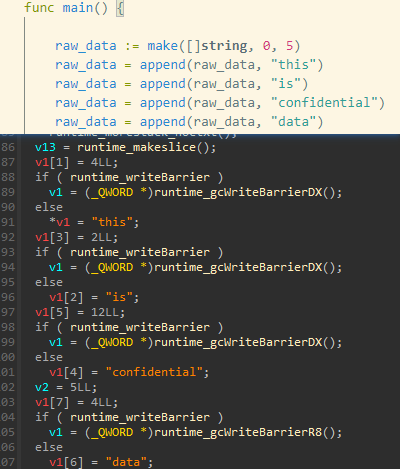 func main() {
raw_data := make([]string, 0, 5)
raw_data = append(raw_data, "this")
raw_data = append(raw_data, "is")
raw_data = append(raw_data, "confidential")
raw_data = append(raw_data, "data")
85 runtime_morestack_noctxt();
86 v13 = runtime_makeslice();
87 v1[1] = 4LL;
88 if ( runtime_writeBarrier )
89 v1 = (_QWORD *)runtime_gcWriteBarrierDX();
90 else
91 *v1 = "this";
92 v1[3] = 2LL;
93 if ( runtime_writeBarrier )
94 v1 = (_QWORD *)runtime_gcWriteBarrierDX();
95 else
96 v1[2] = "is";
97 v1[5] = 12LL;
98 if ( runtime_writeBarrier )
99 v1 = (_QWORD *)runtime_gcWriteBarrierDX();
00 else
01 v1[4] = "confidential";
02 v2 = 5LL;
03 v1[7] = 4LL;
04 if ( runtime_writeBarrier )
05 v1 = (_QWORD *)runtime_gcWriteBarrierR8();
06 else
07 v1[6] = "data";